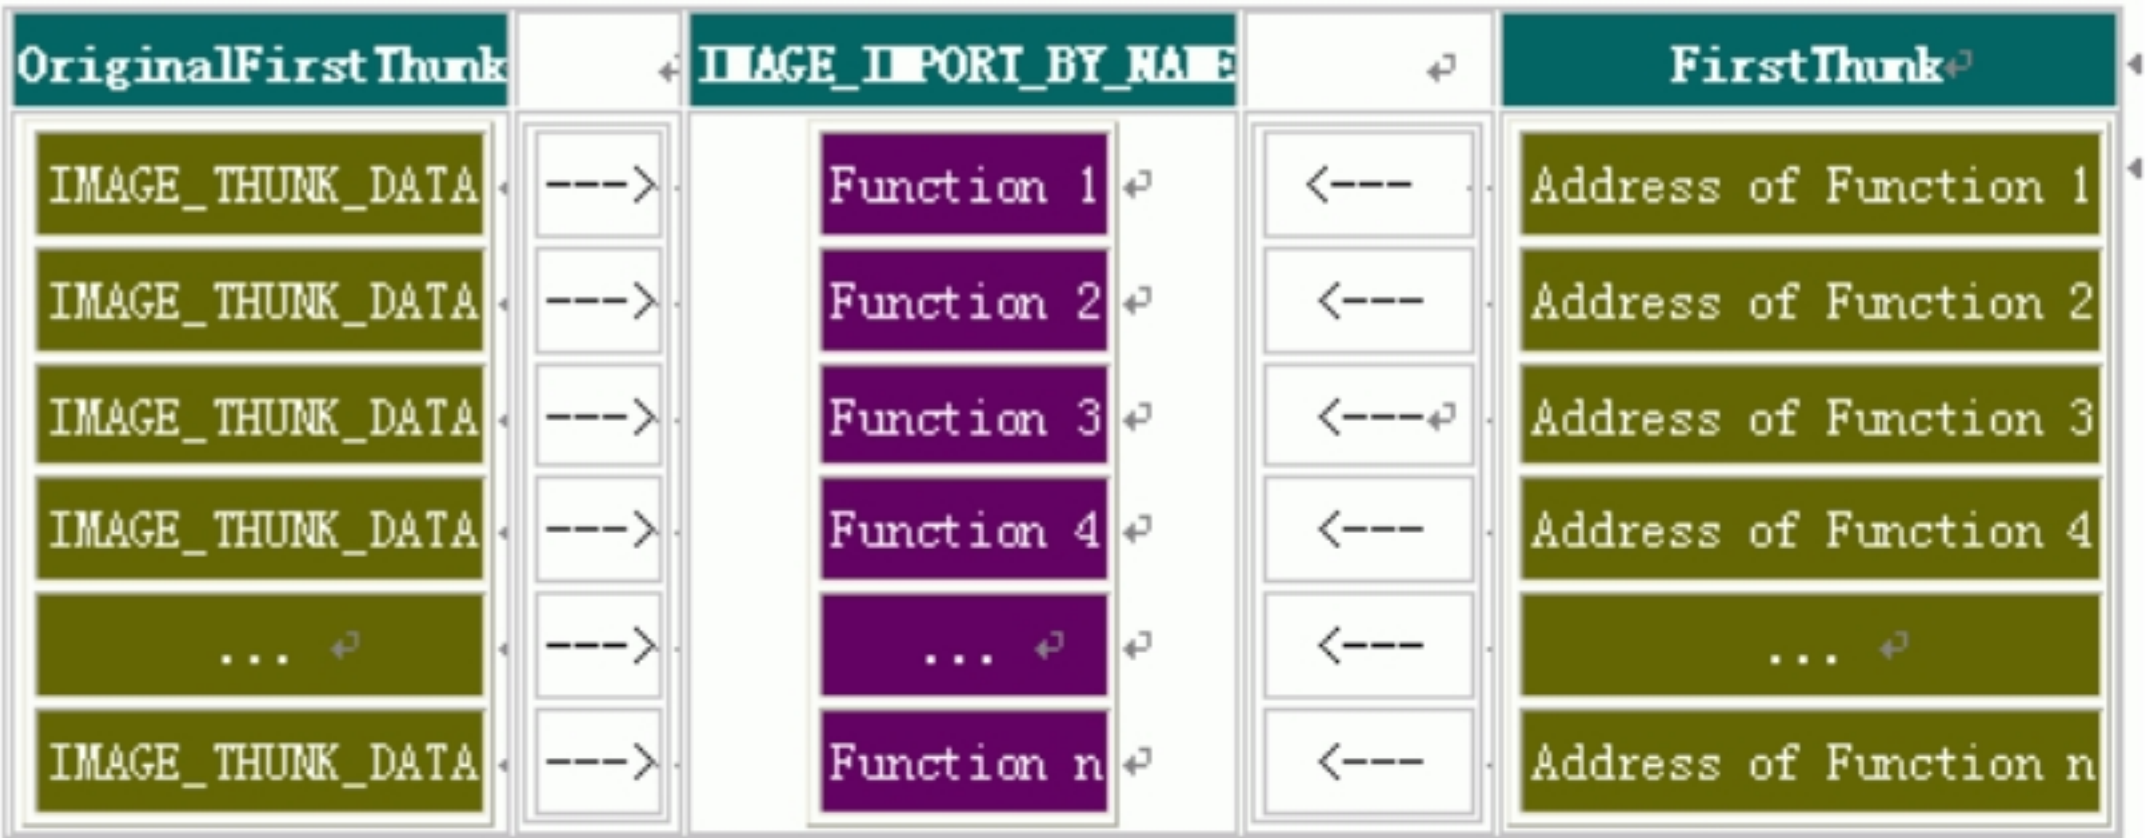 OriginalFirstThunk IMAGE_IMPORT_BY_NAME FirstThunk
IMAGE_THUNK_DATA ---> Function 1 <--- Address of Function 1
IMAGE_THUNK_DATA ---> Function 2 <--- Address of Function 2
IMAGE_THUNK_DATA ---> Function 3 <--- Address of Function 3
IMAGE_THUNK_DATA ---> Function 4 <--- Address of Function 4
... ---> ... <--- ...
IMAGE_THUNK_DATA ---> Function n <--- Address of Function n